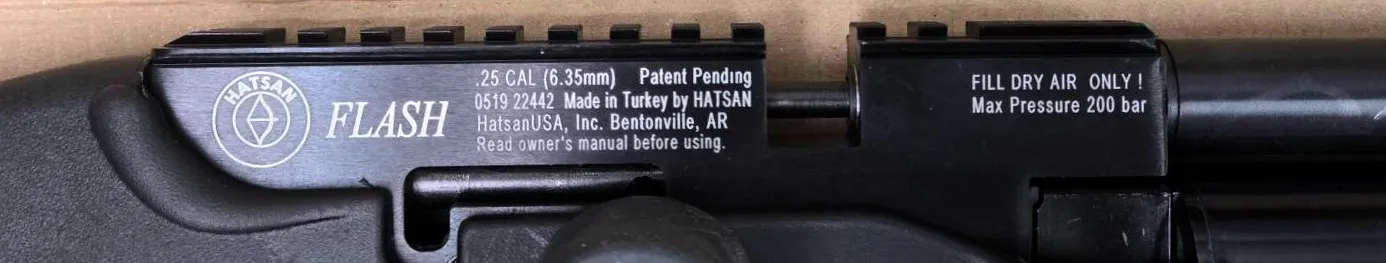 HATSAN
FLASH
.25 CAL (6.35mm) Patent Pending
0519 22442 Made in Turkey by HATSAN
HatsanUSA, Inc. Bentonville, AR
Read owner's manual before using.
FILL DRY AIR ONLY !
Max Pressure 200 bar